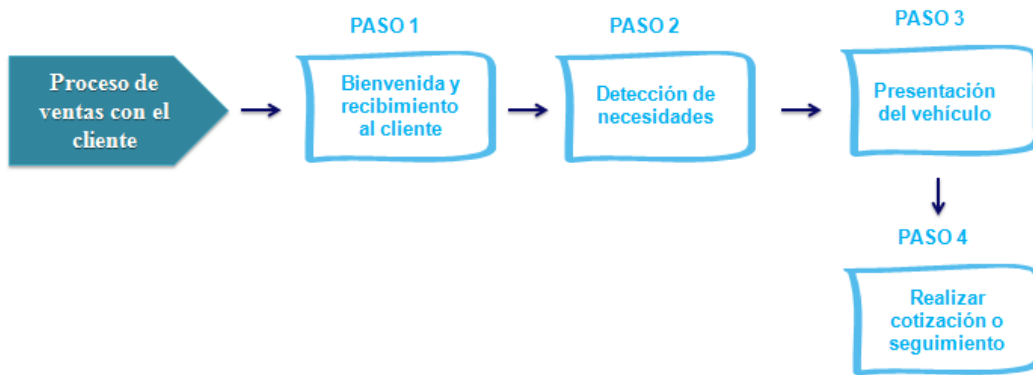 Proceso de
ventas con el
cliente
PASO 1
Bienvenida y
recibimiento
al cliente
PASO 2
Detección de
necesidades
PASO 3
Presentación
del vehículo
PASO 4
Realizar
cotización o
seguimiento